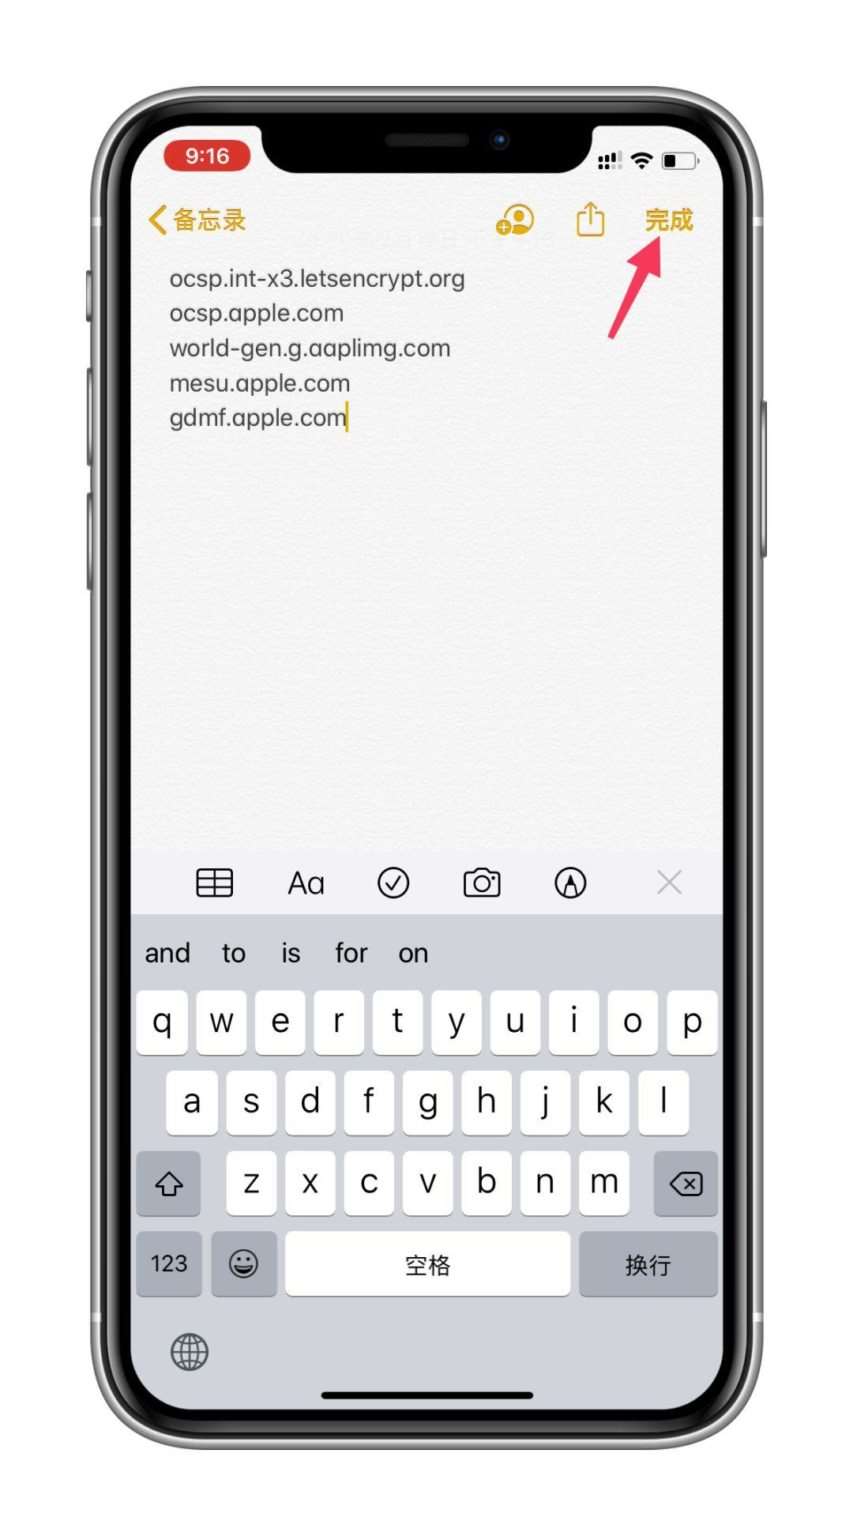 9:16
备忘录
完成
ocsp.int-x3.letsencrypt.org
ocsp.apple.com
world-gen.g.aaplimg.com
mesu.apple.com
gdmf.apple.com
Aa
and to is for on
q w e r t y u i o p
a s d f g h j k l
z x c v b n m
123 空格 换行